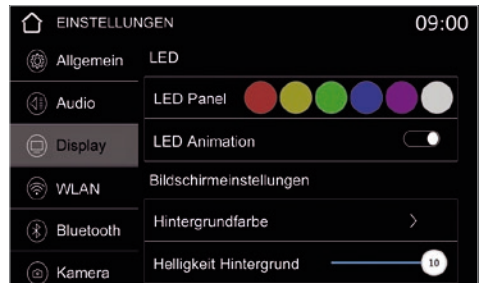 EINSTELLUNGEN 09:00
Allgemein
Audio
Display
WLAN
Bluetooth
Kamera
LED
LED Panel
LED Animation
Bildschirmeinstellungen
Hintergrundfarbe
Helligkeit Hintergrund 10